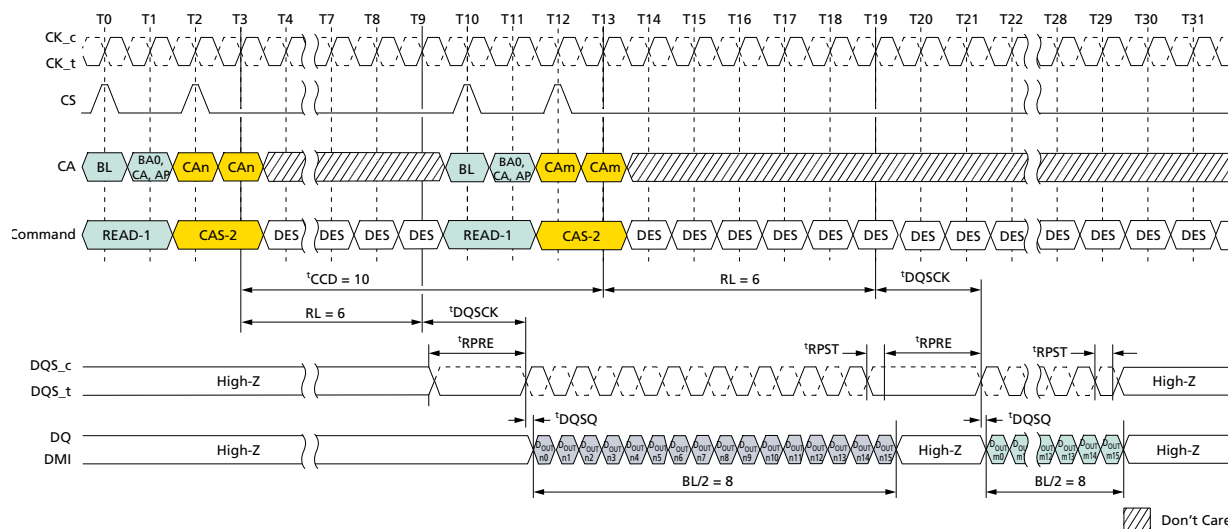 T0 T1 T2 T3 T4 T7 T8 T9 T10 T11 T12 T13 T14 T15 T16 T17 T18 T19 T20 T21 T22 T28 T29 T30 T31
CK_c
CK_t
CS
CA BL BA0, CA, AP CAn CAn BL BA0, CA, AP CAm CAm
Command READ-1 CAS-2 DES DES DES DES READ-1 CAS-2 DES DES DES DES DES DES DES DES DES DES DES DES DES
tCCD = 10 RL = 6 tDQSCK
RL = 6 tDQSCK
tRPRE tRPST tRPRE tRPST
DQS_c
DQS_t
High-Z High-Z
tDQSQ tDQSQ
DQ
DMI
High-Z DOUT n0 DOUT n1 DOUT n2 DOUT n3 DOUT n4 DOUT n5 DOUT n6 DOUT n7 DOUT n8 DOUT n9 DOUT n10 DOUT n11 DOUT n12 DOUT n13 DOUT n14 DOUT n15 High-Z DOUT m0 DOUT m12 DOUT m13 DOUT m14 DOUT m15 High-Z
BL/2 = 8 BL/2 = 8
Don't Care